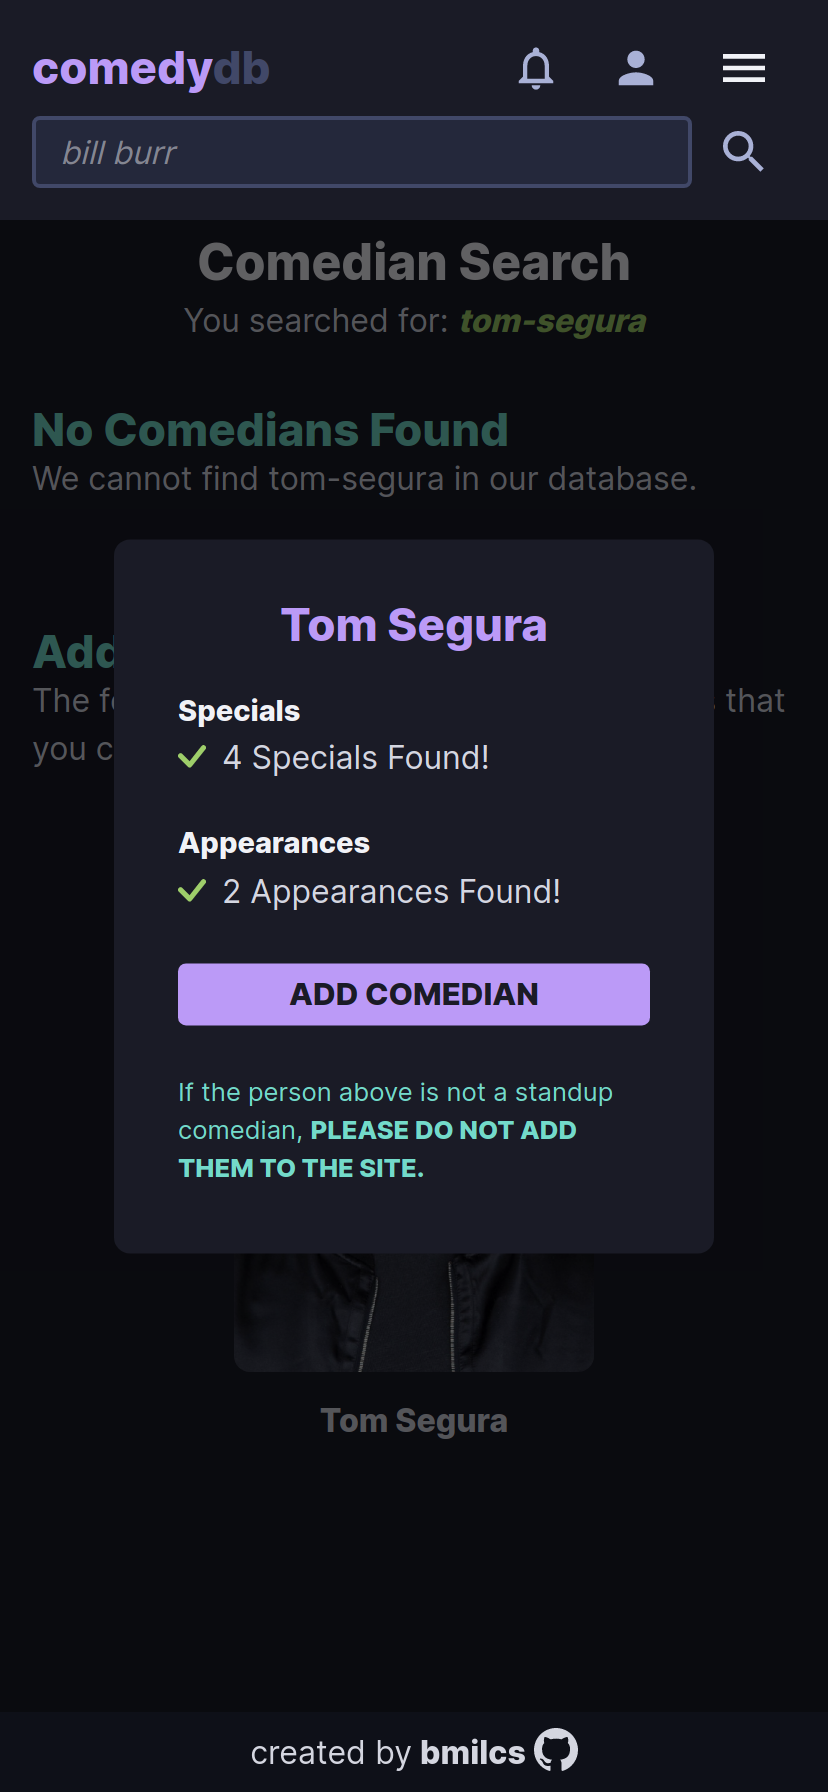 comedydb
bill burr
Comedian Search
You searched for: tom-segura
No Comedians Found
We cannot find tom-segura in our database.
Tom Segura
Specials
4 Specials Found!
Appearances
2 Appearances Found!
ADD COMEDIAN
If the person above is not a standup
comedian, PLEASE DO NOT ADD
THEM TO THE SITE.
Add
The that
you
Tom Segura
created by bmilcs